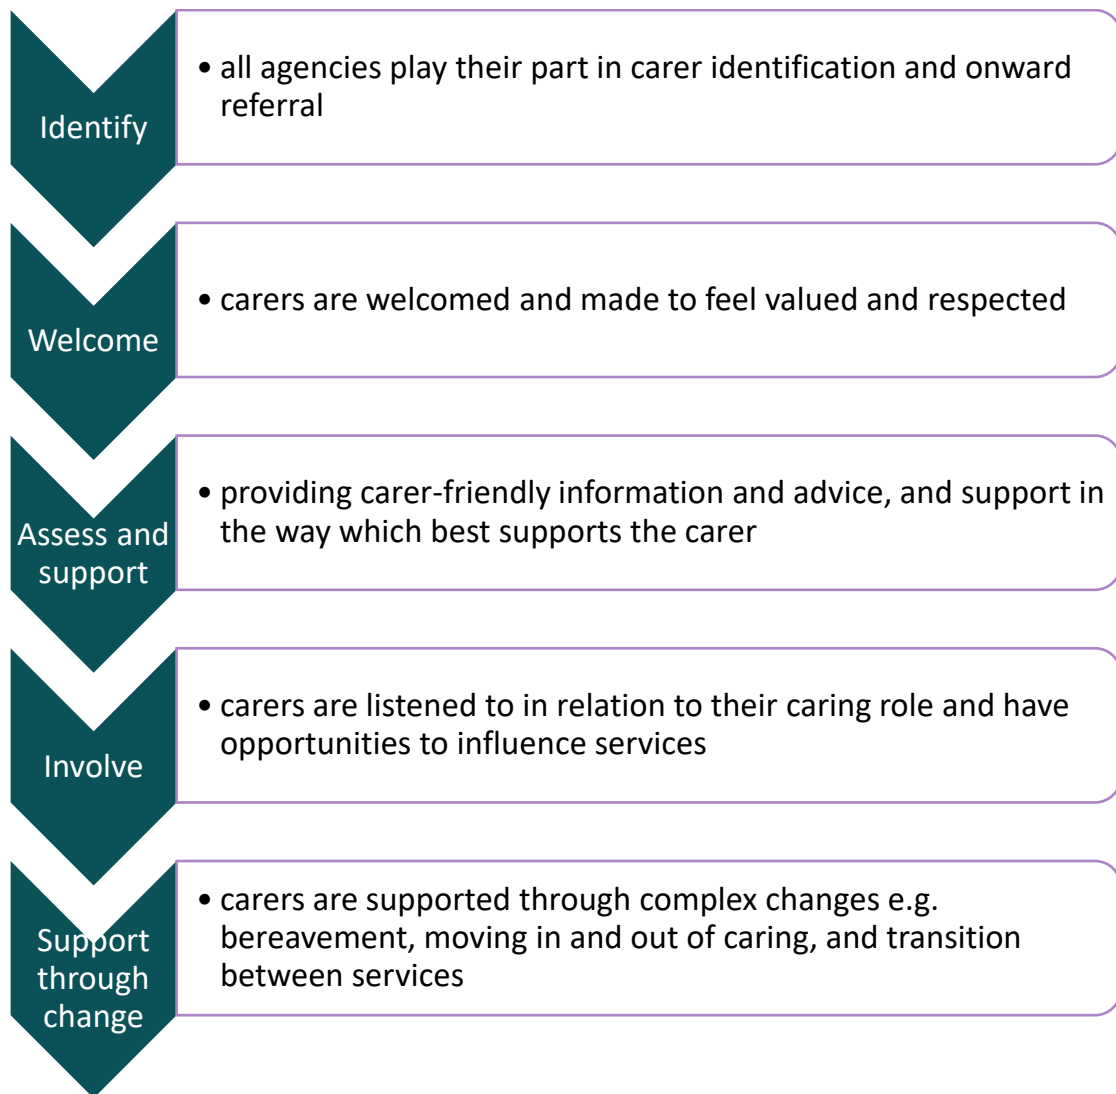 Identify
• all agencies play their part in carer identification and onward
referral
Welcome
• carers are welcomed and made to feel valued and respected
Assess and
support
• providing carer-friendly information and advice, and support in
the way which best supports the carer
Involve
• carers are listened to in relation to their caring role and have
opportunities to influence services
Support
through
change
• carers are supported through complex changes e.g.
bereavement, moving in and out of caring, and transition
between services